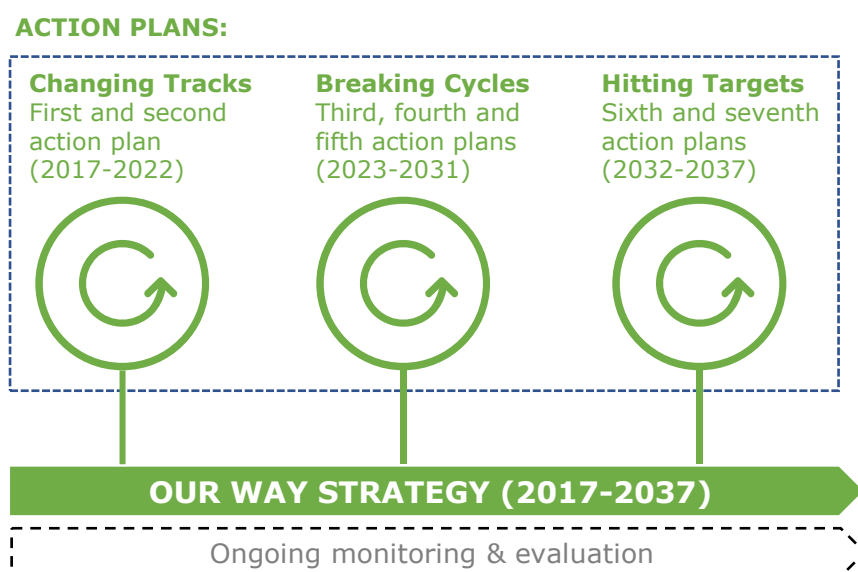 ACTION PLANS:
Changing Tracks
First and second
action plan
(2017-2022)
Breaking Cycles
Third, fourth and
fifth action plans
(2023-2031)
Hitting Targets
Sixth and seventh
action plans
(2032-2037)
OUR WAY STRATEGY (2017-2037)
Ongoing monitoring & evaluation